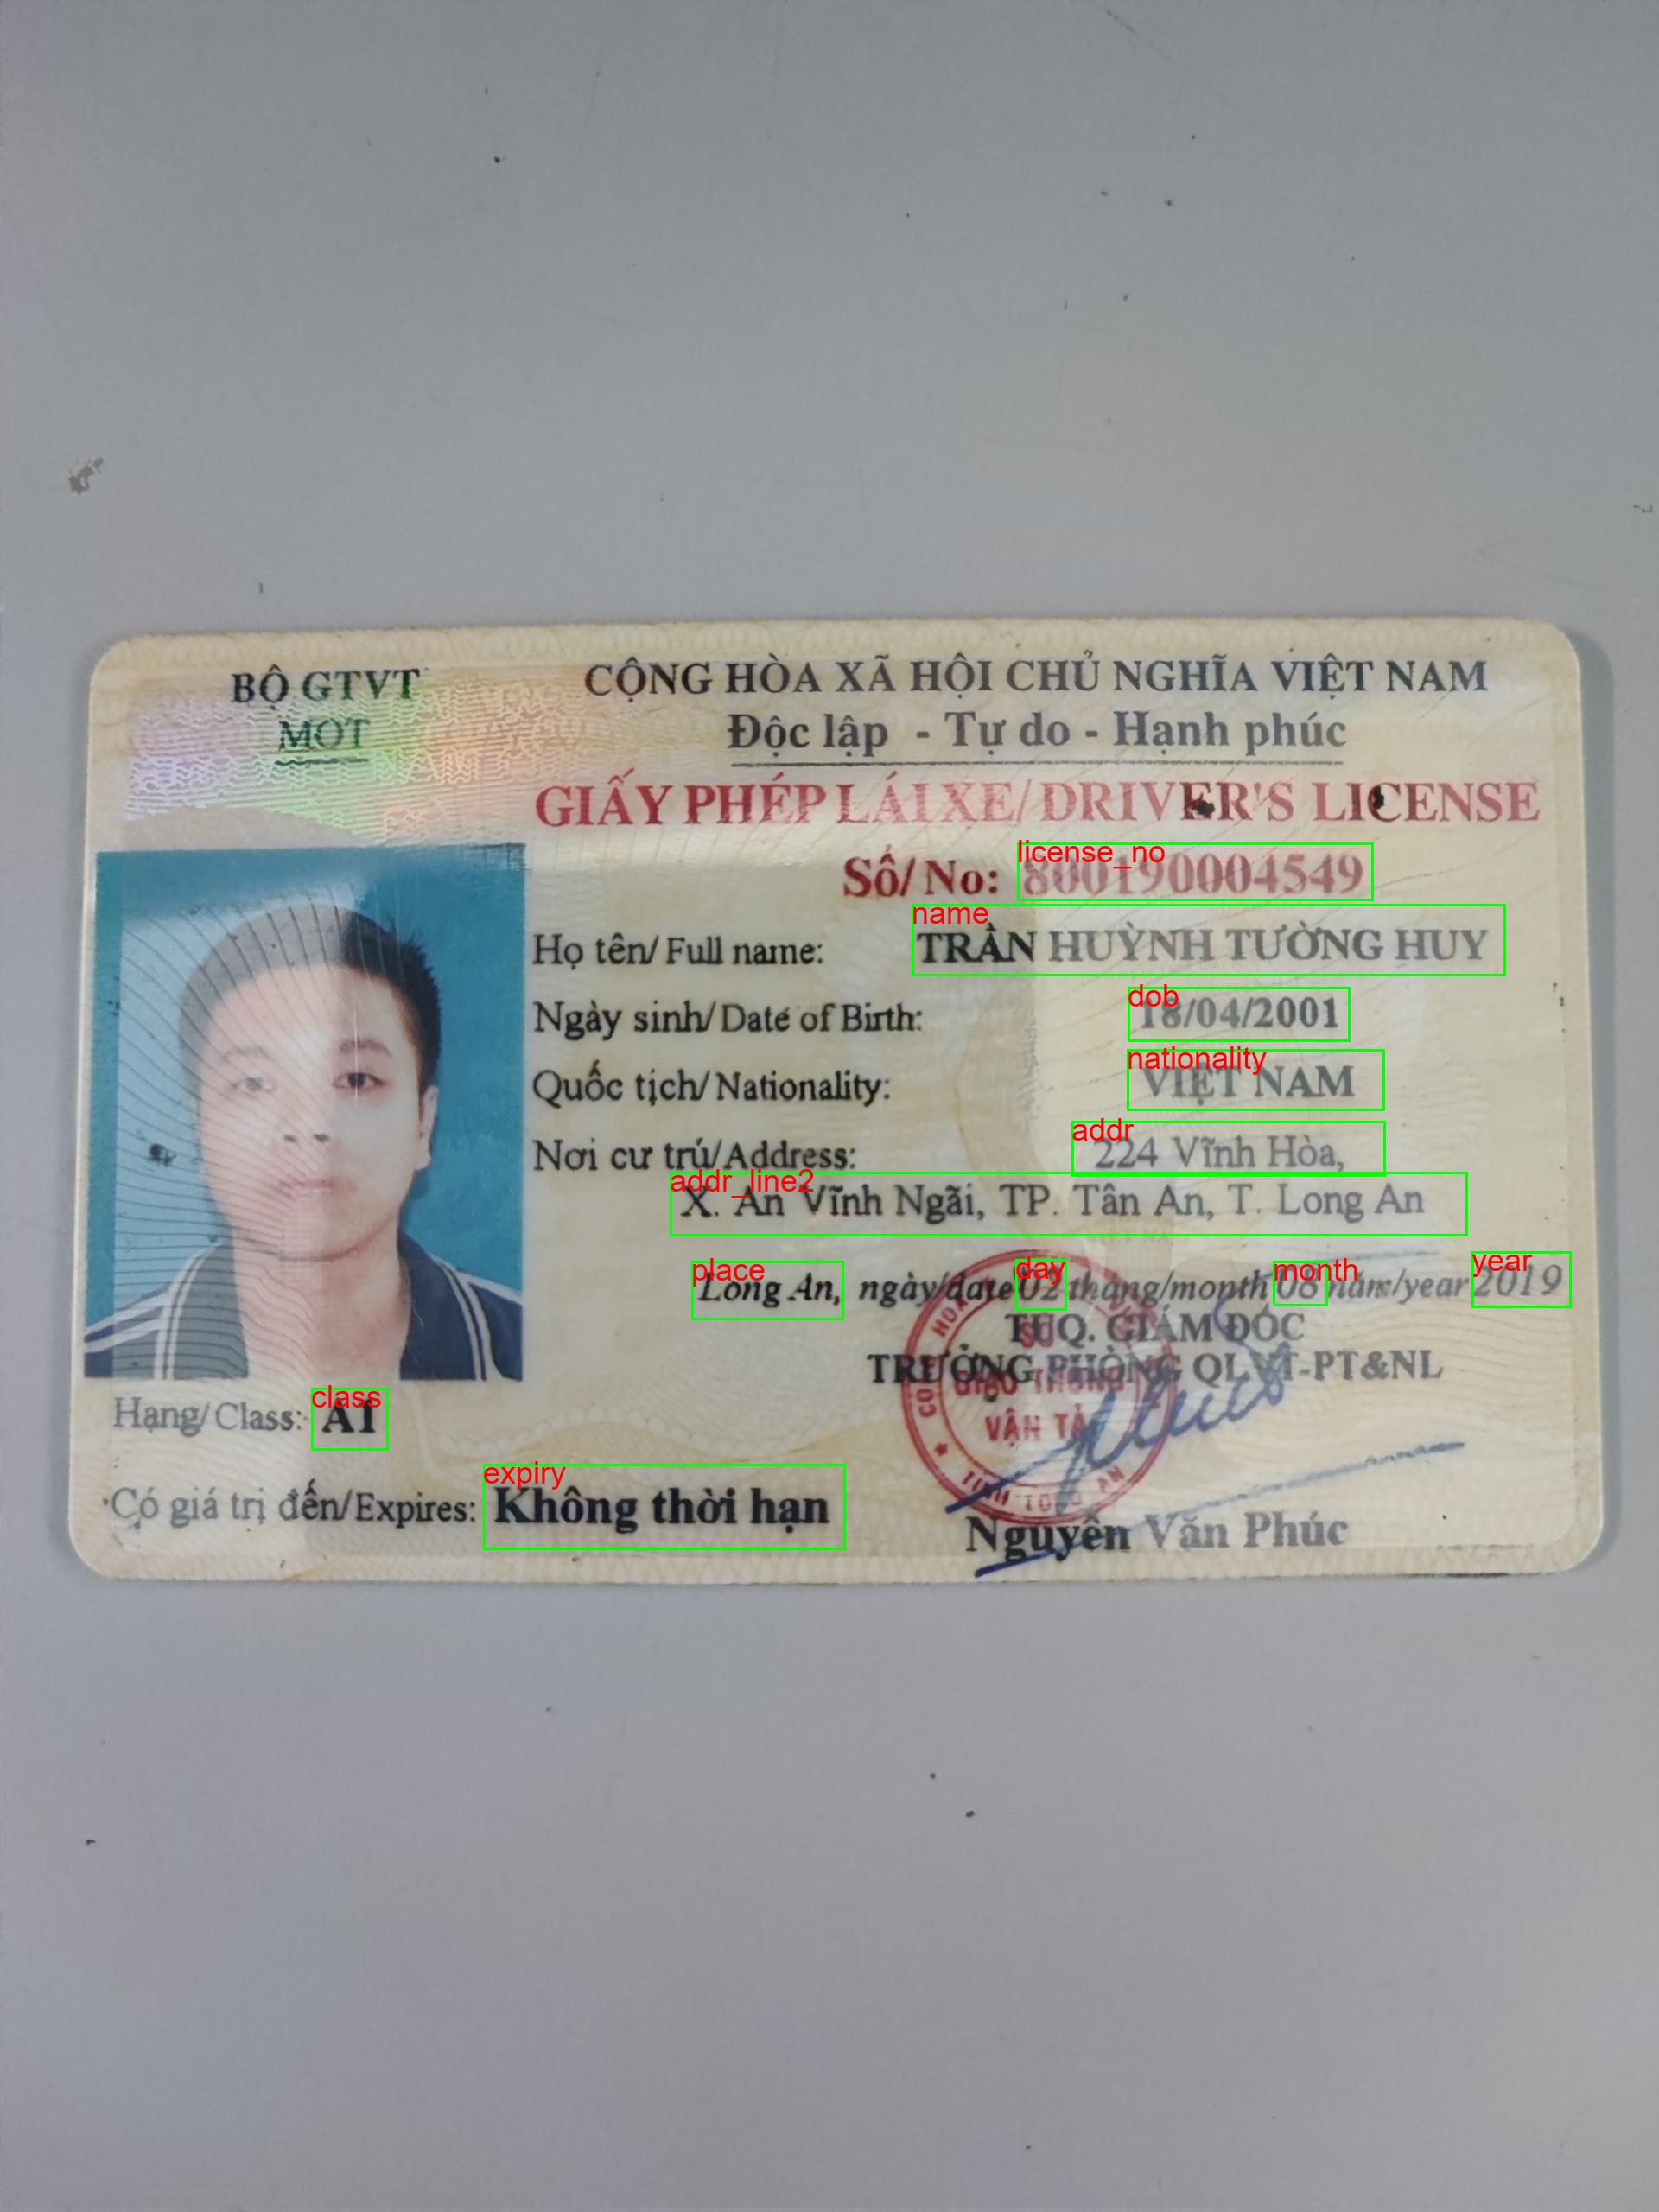 BỘ GTVT
MOT
CỘNG HÒA XÃ HỘI CHỦ NGHĨA VIỆT NAM
Độc lập - Tự do - Hạnh phúc
GIẤY PHÉP LÁI XE/ DRIVER'S LICENSE
license_no
Số/ No: 800190004549
name
Họ tên/ Full name: TRẦN HUỲNH TƯỜNG HUY
dob
Ngày sinh/ Date of Birth: 18/04/2001
nationality
Quốc tịch/ Nationality: VIỆT NAM
addr
Nơi cư trú/Address: 224 Vĩnh Hòa,
addr_line2
X. An Vĩnh Ngãi, TP. Tân An, T. Long An
place day month year
Long An, ngày/date 02 tháng/month 08 năm/year 2019
TUQ. GIÁM ĐỐC
TRƯỞNG PHÒNG QLVT-PT&NL
SỞ
GIAO THÔNG
VẬN TẢI
class
Hạng/ Class: A1
expiry
Có giá trị đến/Expires: Không thời hạn
Nguyễn Văn Phúc